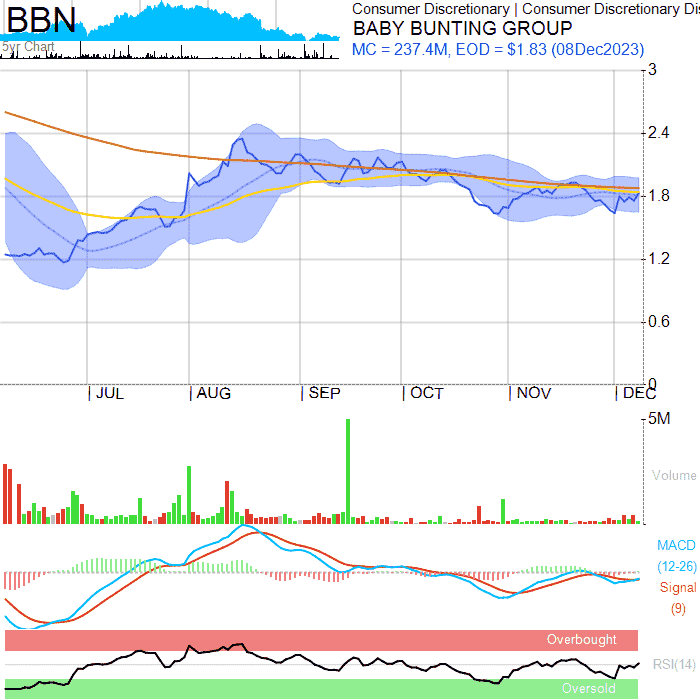 BBN
5yr Chart
Consumer Discretionary | Consumer Discretionary Dis
BABY BUNTING GROUP
MC = 237.4M, EOD = $1.83 (08Dec2023)
3
2.4
1.8
1.2
0.6
0
JUL AUG SEP OCT NOV DEC
5M
Volume
MACD
(12-26)
Signal
(9)
Overbought
RSI(14)
Oversold